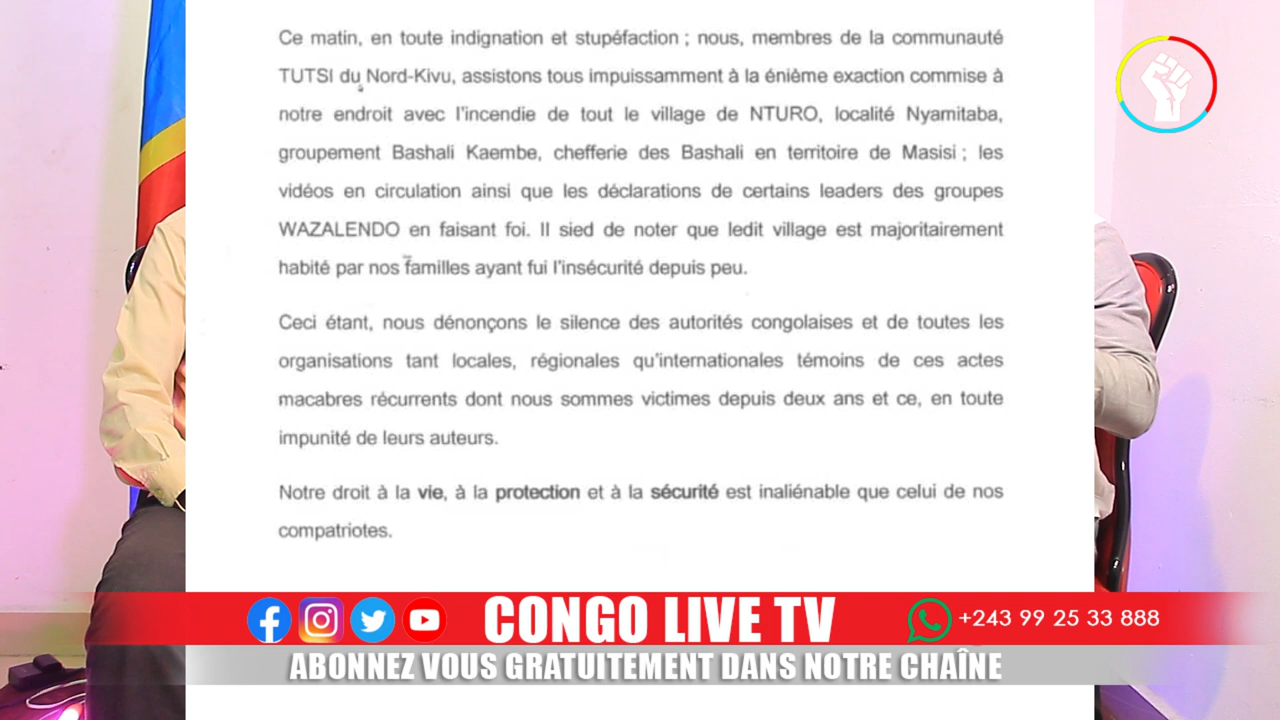 Ce matin, en toute indignation et stupéfaction ; nous, membres de la communauté
TUTSI du Nord-Kivu, assistons tous impuissamment à la énième exaction commise à
notre endroit avec l'incendie de tout le village de NTURO, localité Nyamitaba,
groupement Bashali Kaembe, chefferie des Bashali en territoire de Masisi ; les
vidéos en circulation ainsi que les déclarations de certains leaders des groupes
WAZALENDO en faisant foi. Il sied de noter que ledit village est majoritairement
habité par nos familles ayant fui l'insécurité depuis peu.
Ceci étant, nous dénonçons le silence des autorités congolaises et de toutes les
organisations tant locales, régionales qu'internationales témoins de ces actes
macabres récurrents dont nous sommes victimes depuis deux ans et ce, en toute
impunité de leurs auteurs.
Notre droit à la vie, à la protection et à la sécurité est inaliénable que celui de nos
compatriotes.
CONGO LIVE TV
+243 99 25 33 888
ABONNEZ VOUS GRATUITEMENT DANS NOTRE CHAÎNE